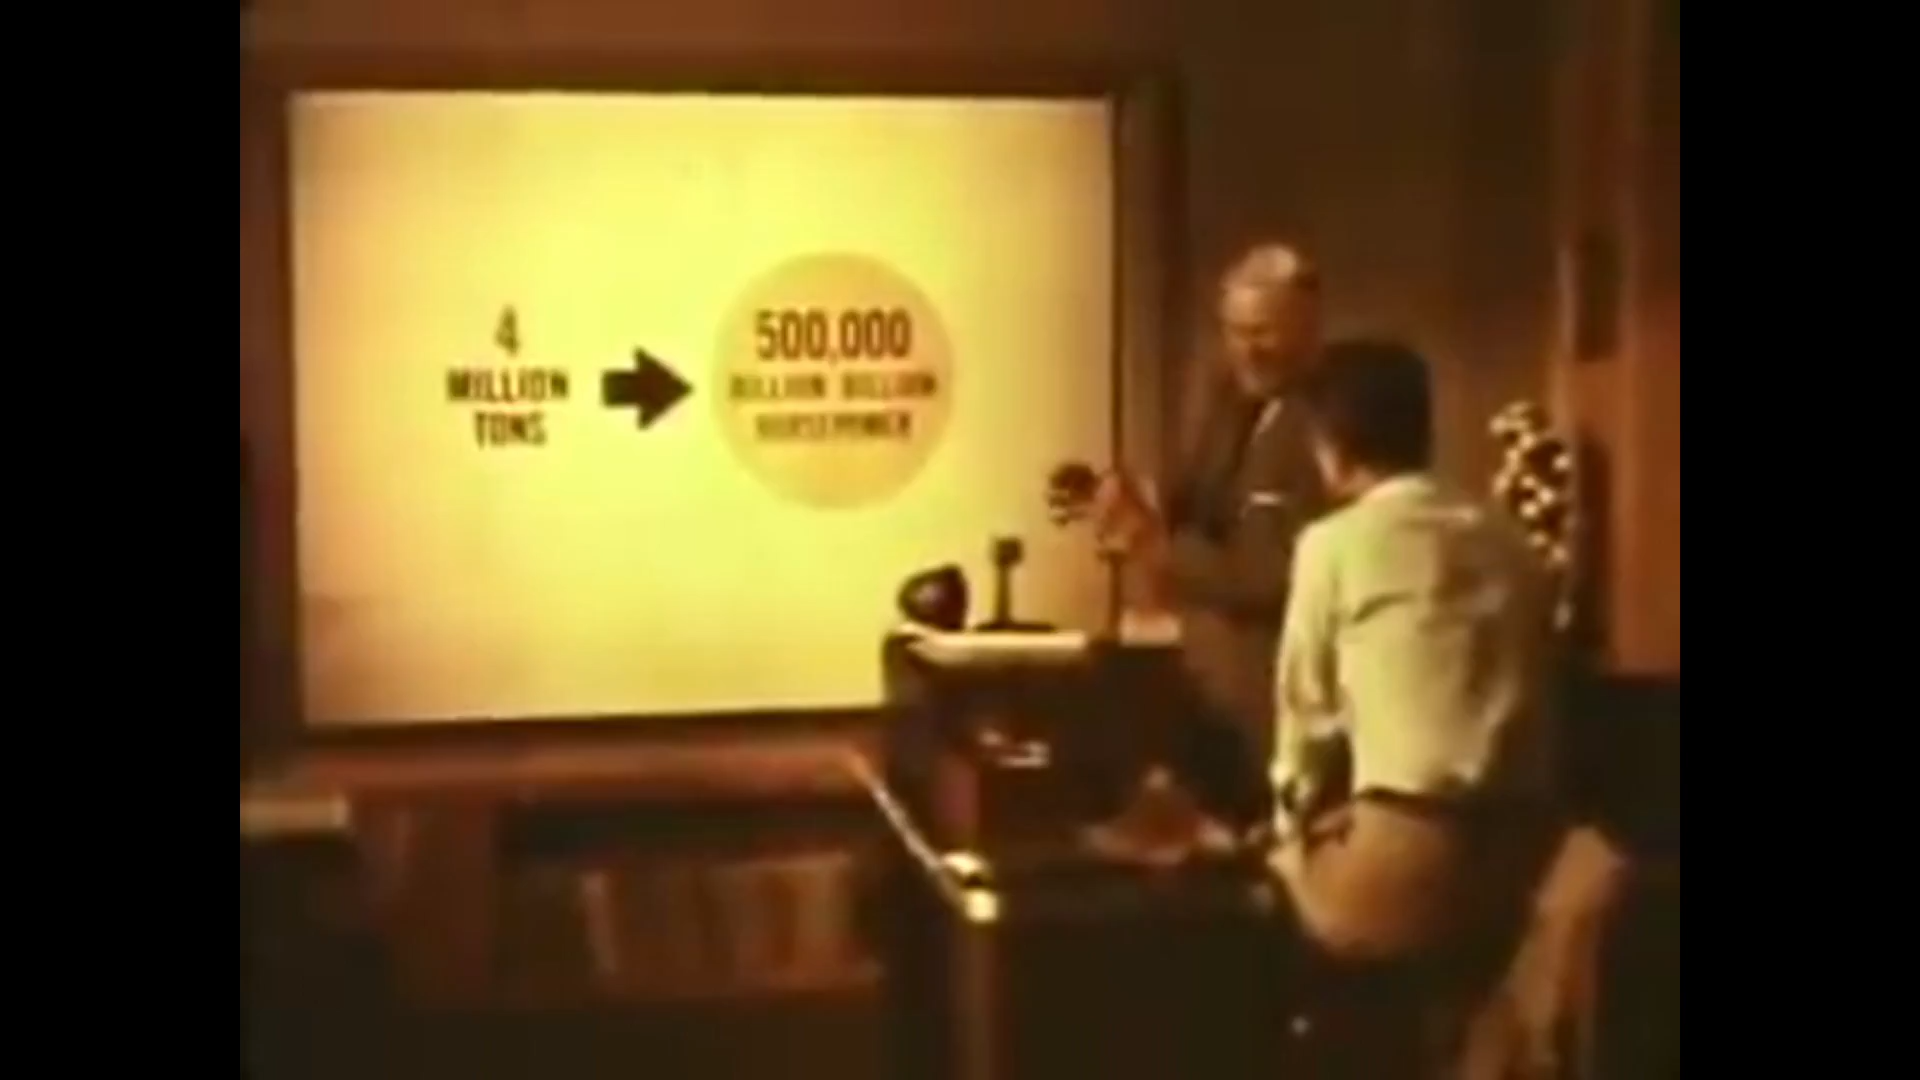 4
MILLION
TONS
500,000
BILLION BILLION
HORSEPOWER